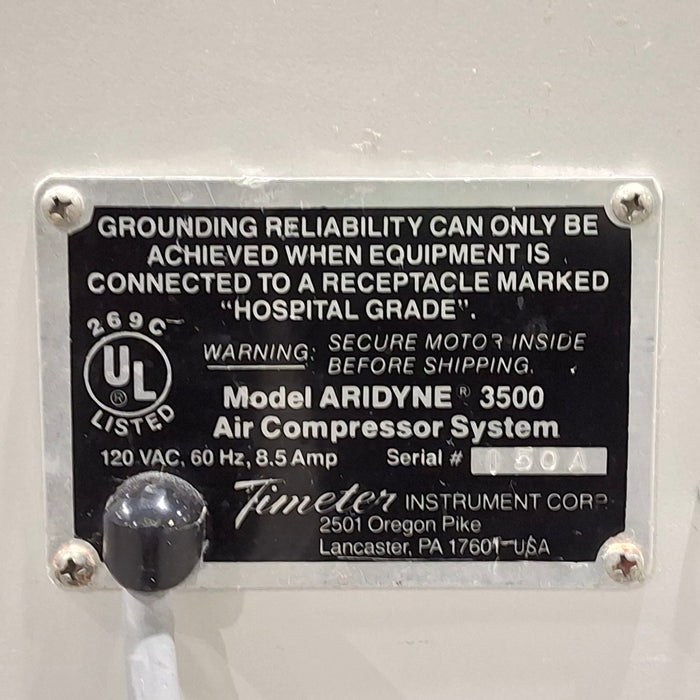 GROUNDING RELIABILITY CAN ONLY BE
ACHIEVED WHEN EQUIPMENT IS
CONNECTED TO A RECEPTACLE MARKED
"HOSPITAL GRADE".
269C
UL
®
LISTED
WARNING: SECURE MOTOR INSIDE
BEFORE SHIPPING.
Model ARIDYNE® 3500
Air Compressor System
120 VAC, 60 Hz, 8.5 Amp Serial #
Timeter INSTRUMENT CORP
2501 Oregon Pike
Lancaster, PA 17601 USA